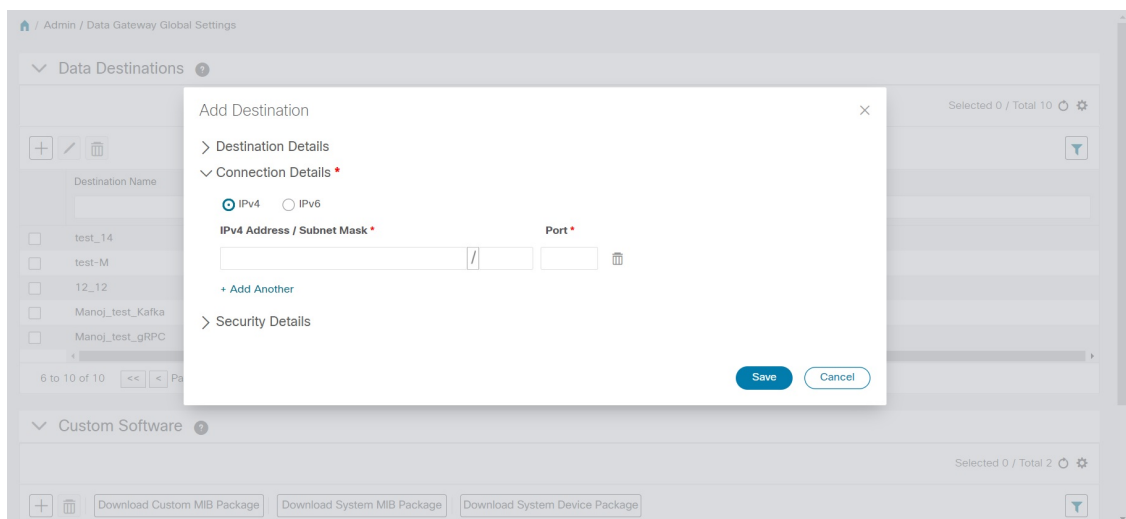 / Admin / Data Gateway Global Settings
Data Destinations ?
Selected 0 / Total 10
Destination Name
test_14
test-M
12_12
Manoj_test_Kafka
Manoj_test_gRPC
6 to 10 of 10 << < Pa
Add Destination
Destination Details
Connection Details *
IPv4 IPv6
IPv4 Address / Subnet Mask * Port *
/
+ Add Another
Security Details
Save Cancel
Custom Software ?
Selected 0 / Total 2
Download Custom MIB Package Download System MIB Package Download System Device Package